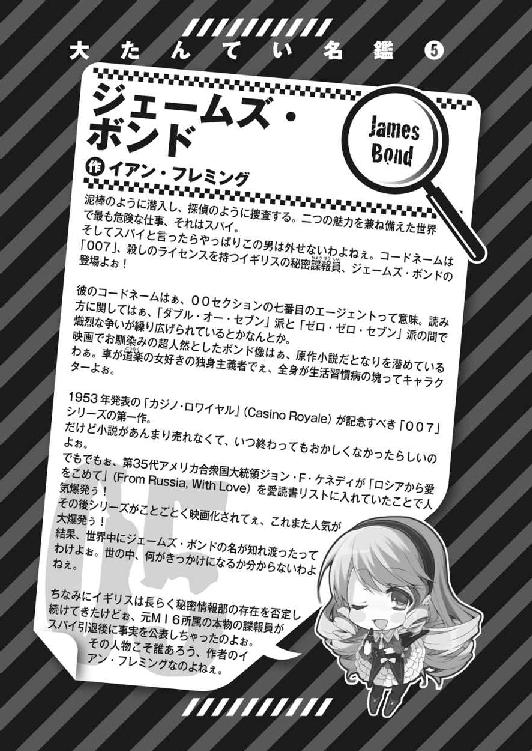 大たんてい名鑑❺
ジェームズ・
ボンド
作 イアン・フレミング
James
Bond
泥棒のように潜入し、探偵のように捜査する。二つの魅力を兼ね備えた世界
で最も危険な仕事、それはスパイ。
そしてスパイと言ったらやっぱりこの男は外せないわよねぇ。コードネームは
「007」、殺しのライセンスを持つイギリスの秘密諜報員、ジェームズ・ボンドの
登場よぉ！
彼のコードネームはぁ、00セクションの七番目のエージェントって意味。読み
方に関してはぁ、「ダブル・オー・セブン」派と「ゼロ・ゼロ・セブン」派の間で
熾烈な争いが繰り広げられているとかなんとか。
映画でお馴染みの超人然としたボンド像はぁ、原作小説だとなりを潜めている
わぁ。車が道楽の女好きの独身主義者でぇ、全身が生活習慣病の塊ってキャラク
ターよぉ。
1953年発表の「カジノ・ロワイヤル」(Casino Royale)が記念すべき「007」
シリーズの第一作。
だけど小説があんまり売れなくて、いつ終わってもおかしくなかったらしいの
よぉ。
でもでもぉ、第35代アメリカ合衆国大統領ジョン・F・ケネディが「ロシアから愛
をこめて」(From Russia, With Love)を愛読書リストに入れていたことで人
気爆発ぅ！
その後シリーズがことごとく映画化されてぇ、これまた人気が
大爆発ぅ！
結果、世界中にジェームズ・ボンドの名が知れ渡ったって
わけよぉ。世の中、何がきっかけになるか分からないわよ
ねぇ。
ちなみにイギリスは長らく秘密情報部の存在を否定し
続けてきたけどぉ、元MI6所属の本物の諜報員が
スパイ引退後に事実を公表しちゃったのよぉ。
その人物こそ誰あろう、作者のイ
アン・フレミングなのよねぇ。